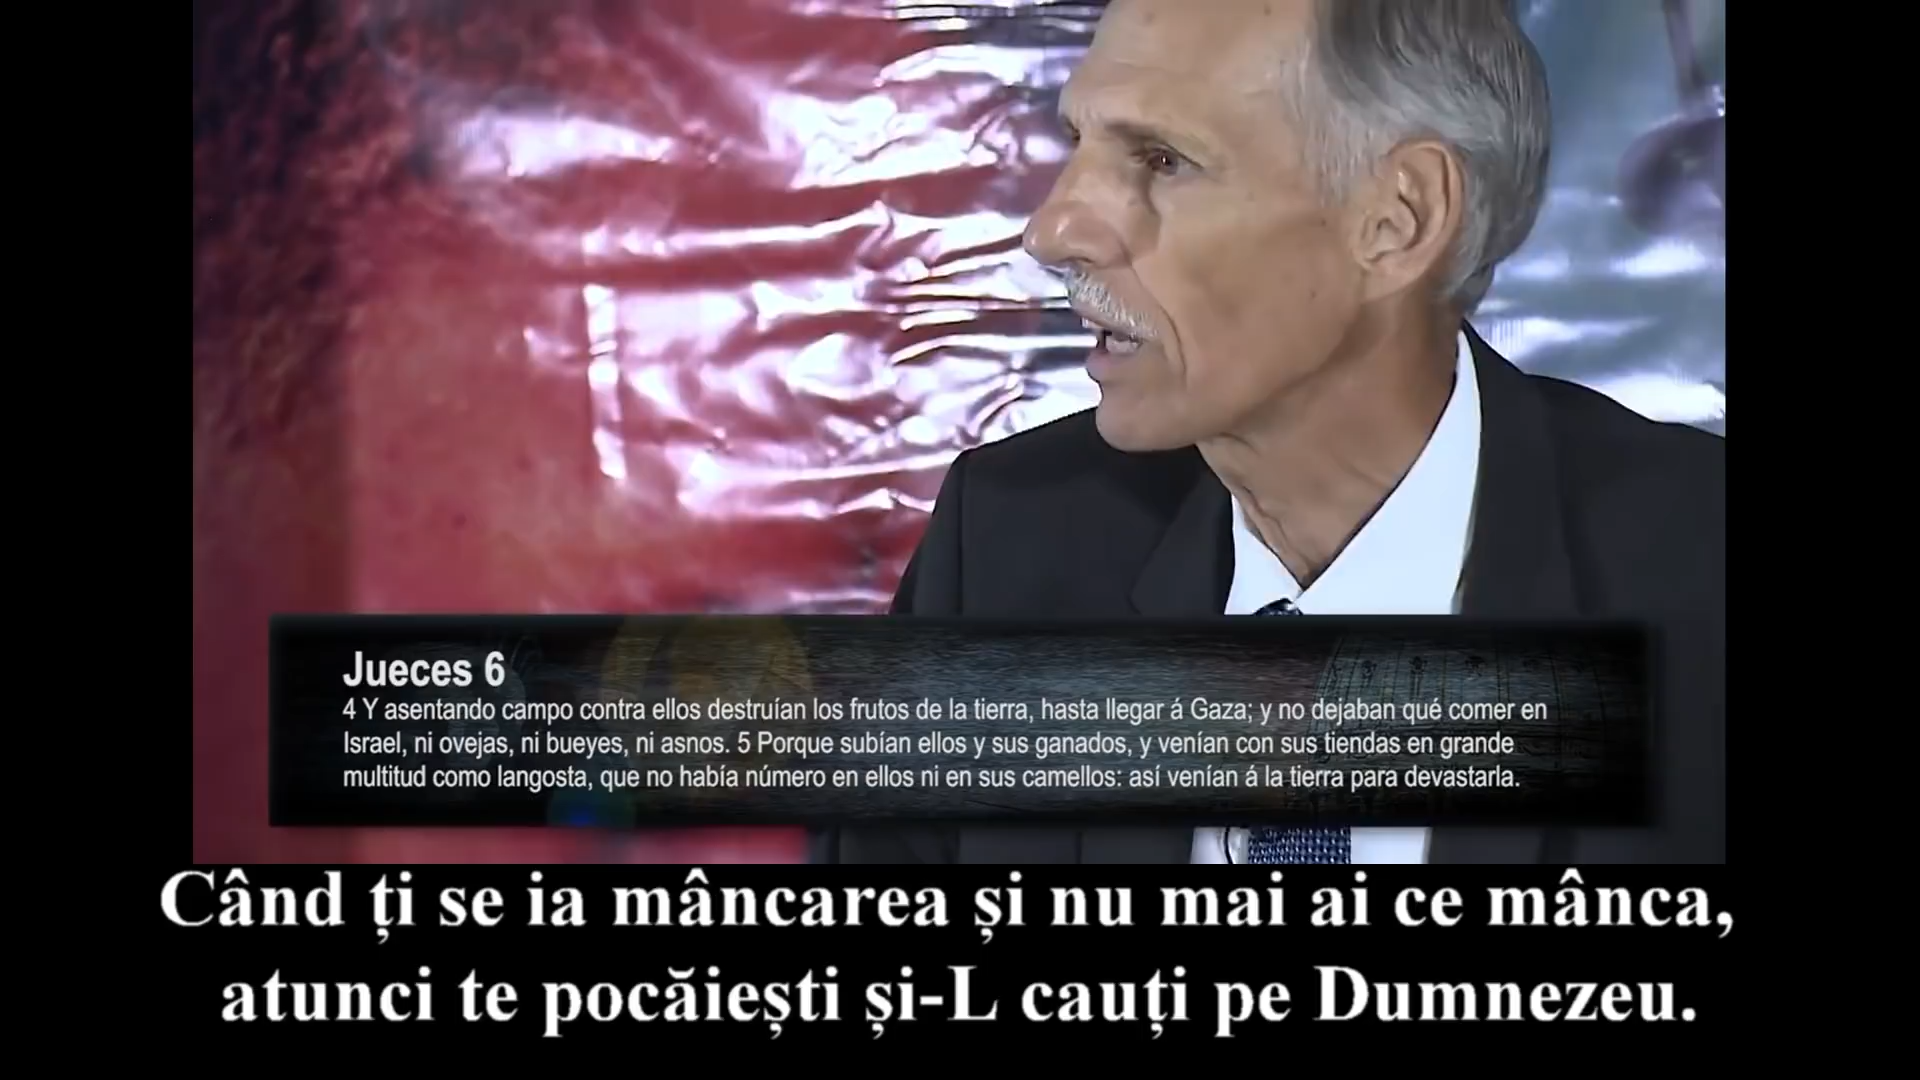 Jueces 6
4 Y asentando campo contra ellos destruían los frutos de la tierra, hasta llegar á Gaza; y no dejaban qué comer en
Israel, ni ovejas, ni bueyes, ni asnos. 5 Porque subían ellos y sus ganados, y venían con sus tiendas en grande
multitud como langosta, que no había número en ellos ni en sus camellos: así venían á la tierra para devastarla.
Când ți se ia mâncarea și nu mai ai ce mânca,
atunci te pocăiești și-L cauți pe Dumnezeu.